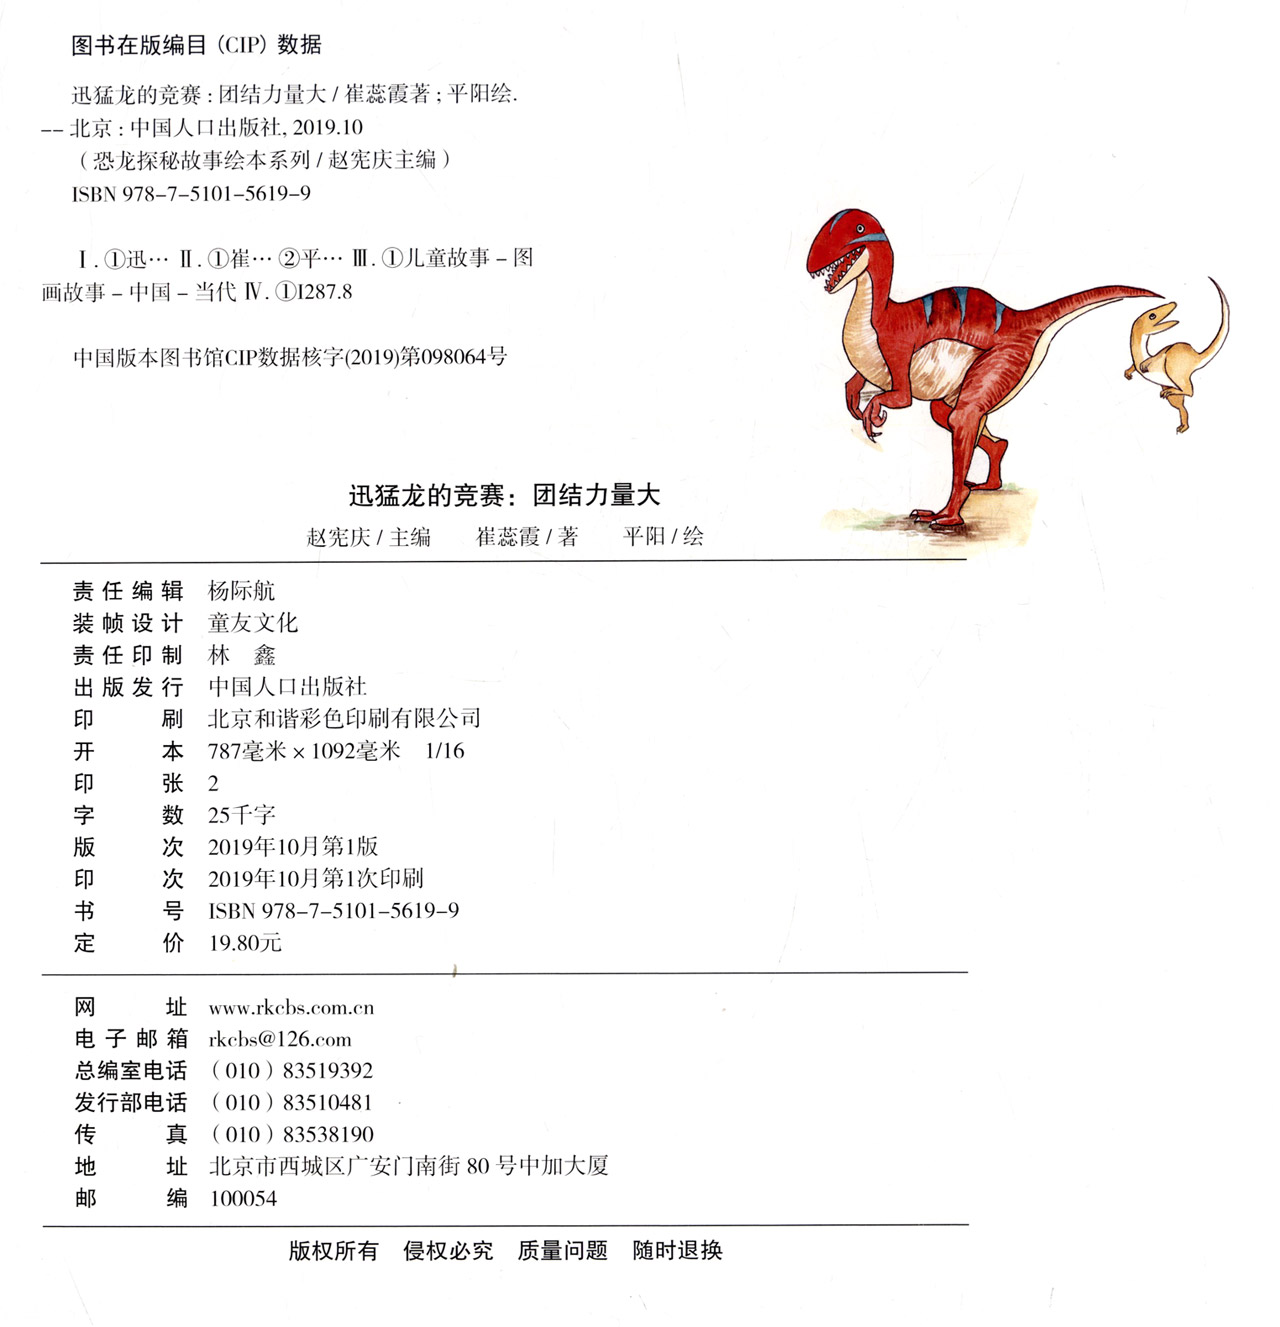 图书在版编目（CIP）数据
迅猛龙的竞赛：团结力量大 / 崔蕊霞著；平阳绘.
-- 北京：中国人口出版社, 2019.10
（恐龙探秘故事绘本系列 / 赵宪庆主编）
ISBN 978-7-5101-5619-9
Ⅰ. ①迅… Ⅱ. ①崔… ②平… Ⅲ. ①儿童故事－图
画故事－中国－当代 Ⅳ. ①I287.8
中国版本图书馆CIP数据核字(2019)第098064号
迅猛龙的竞赛：团结力量大
赵宪庆 / 主编 崔蕊霞 / 著 平阳 / 绘
责任编辑 杨际航
装帧设计 童友文化
责任印制 林 鑫
出版发行 中国人口出版社
印 刷 北京和谐彩色印刷有限公司
开 本 787毫米 × 1092毫米 1/16
印 张 2
字 数 25千字
版 次 2019年10月第1版
印 次 2019年10月第1次印刷
书 号 ISBN 978-7-5101-5619-9
定 价 19.80元
网 址 www.rkcbs.com.cn
电子邮箱 rkcbs@126.com
总编室电话 （010）83519392
发行部电话 （010）83510481
传 真 （010）83538190
地 址 北京市西城区广安门南街 80 号中加大厦
邮 编 100054
版权所有 侵权必究 质量问题 随时退换